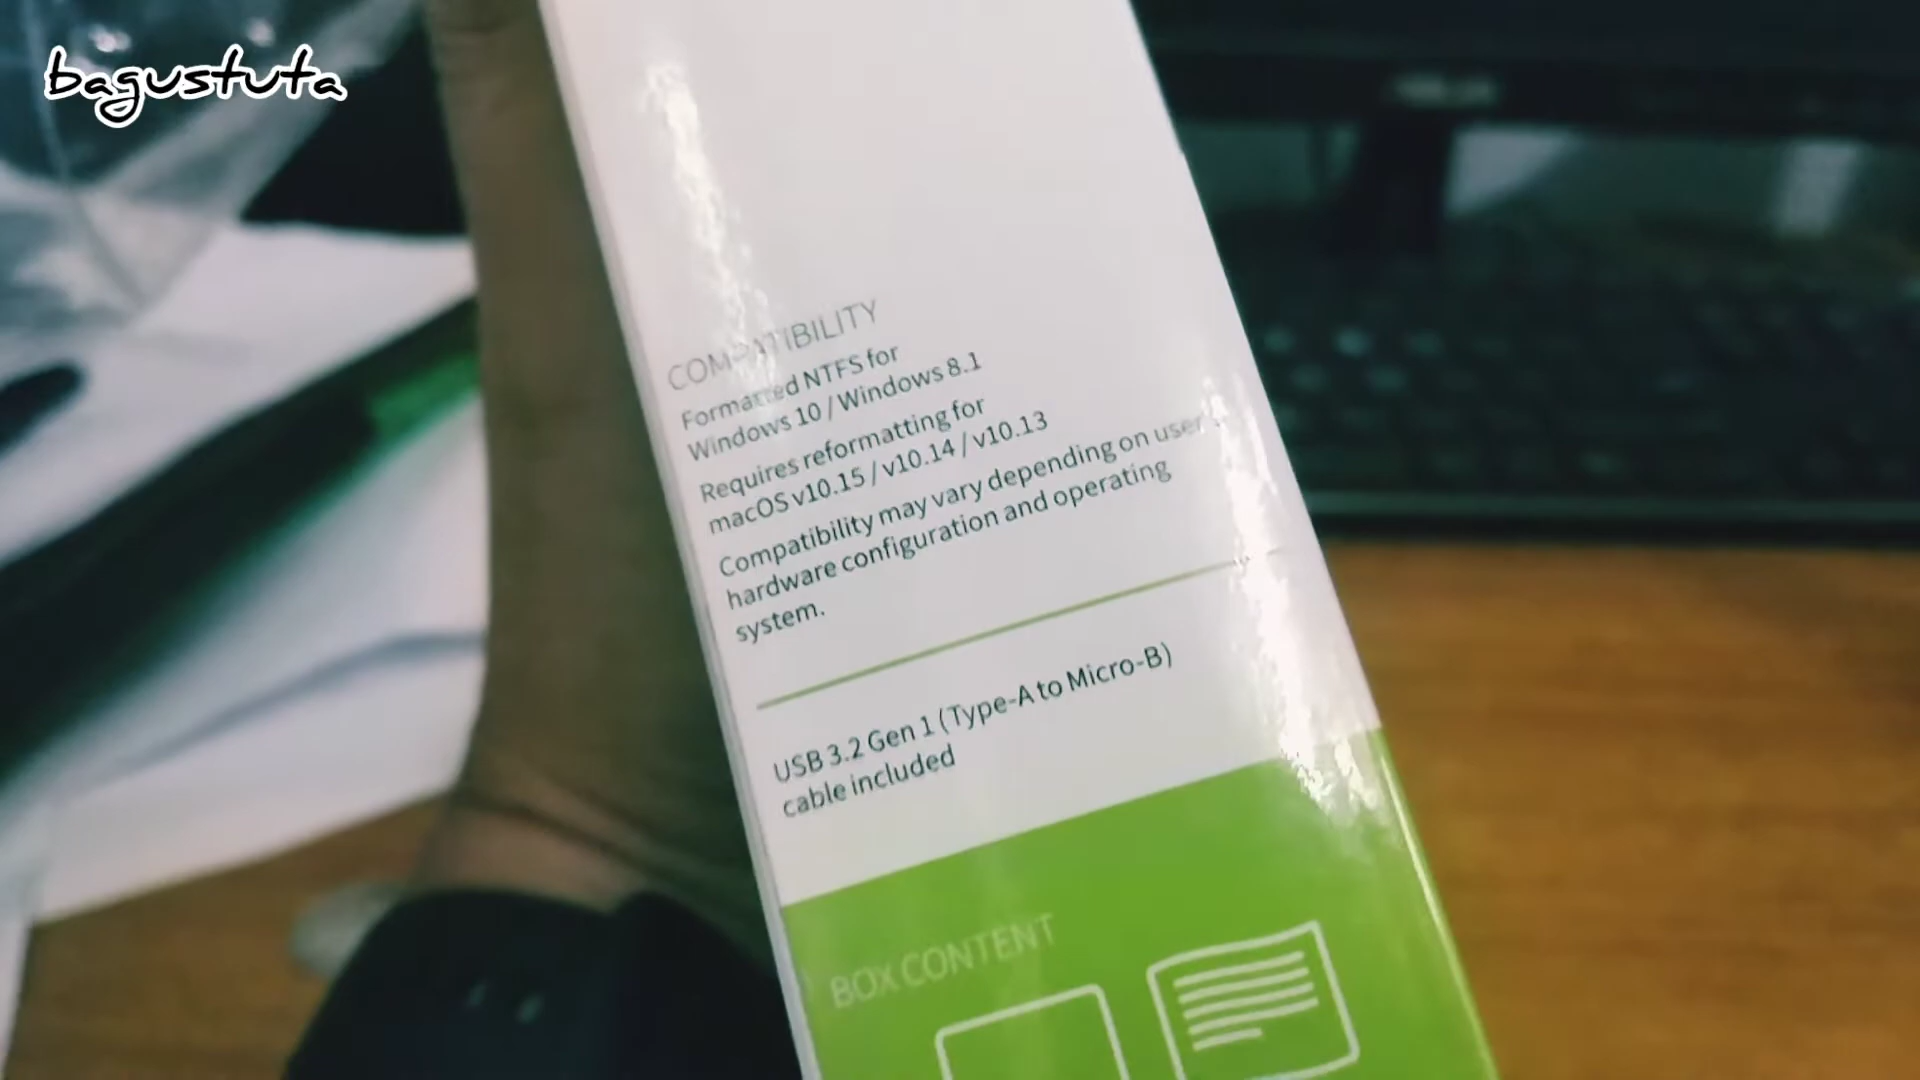 bagustuta
COMPATIBILITY
Formatted NTFS for
Windows 10 / Windows 8.1
Requires reformatting for
macOS v10.15 / v10.14 / v10.13
Compatibility may vary depending on user
hardware configuration and operating
system.
USB 3.2 Gen 1 (Type-A to Micro-B)
cable included
BOX CONTENT